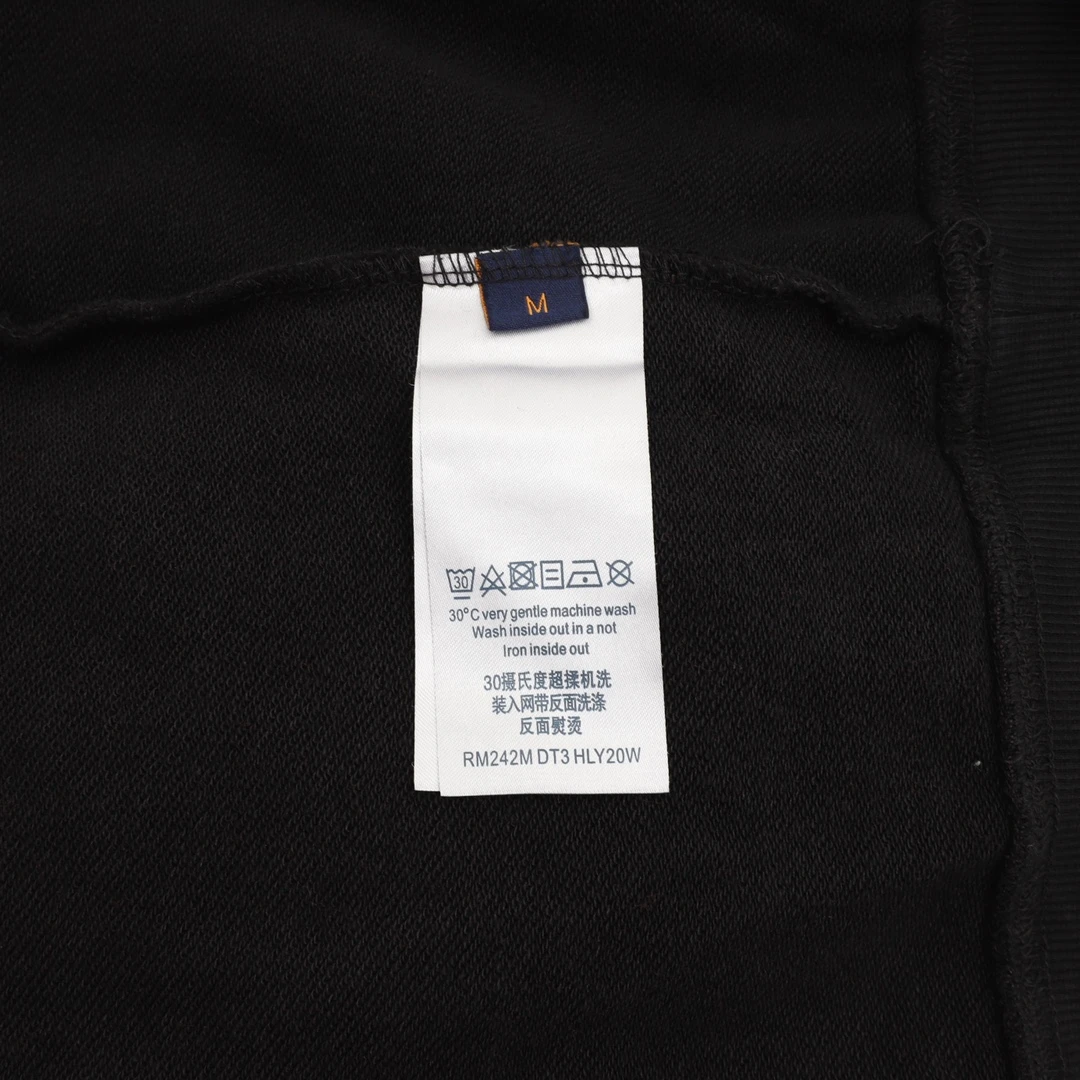 M
30
30°C very gentle machine wash
Wash inside out in a not
Iron inside out
30摄氏度超揉机洗
装入网带反面洗涤
反面熨烫
RM242M DT3 HLY20W